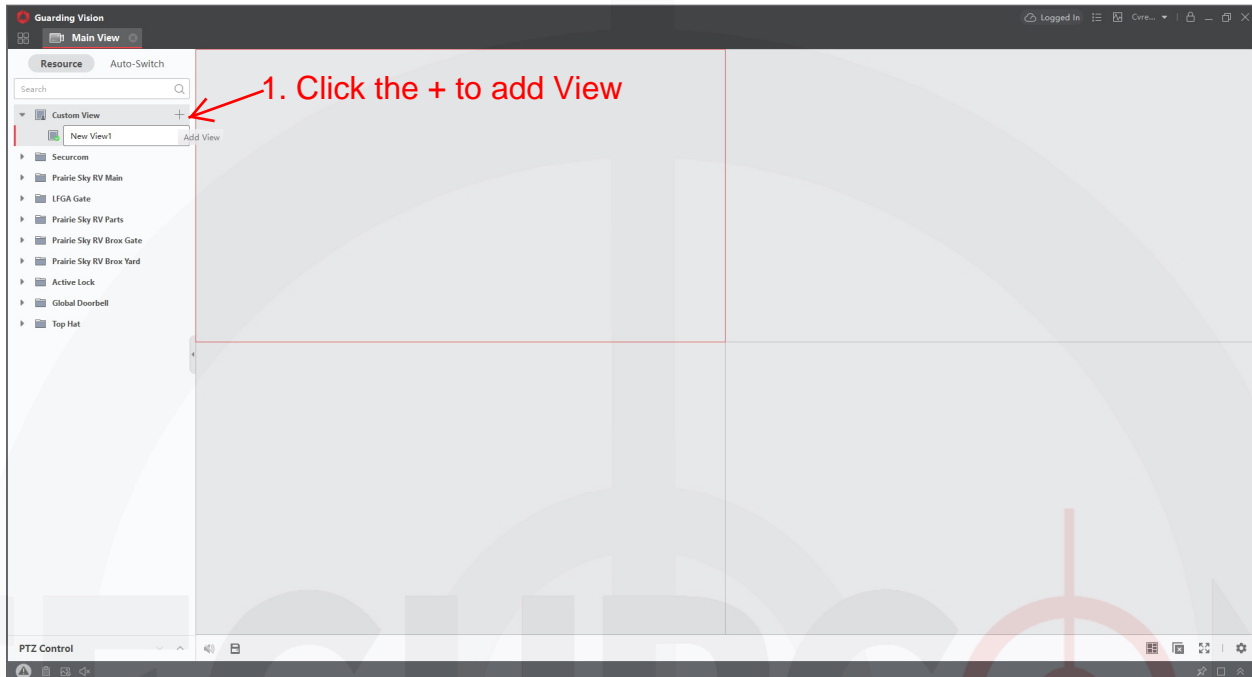 Guarding Vision
Logged In
Cvre...
Main View
Resource
Auto-Switch
Search
1. Click the + to add View
Custom View
New View1
Add View
Securcom
Prairie Sky RV Main
LFGA Gate
Prairie Sky RV Parts
Prairie Sky RV Brox Gate
Prairie Sky RV Brox Yard
Active Lock
Global Doorbell
Top Hat
PTZ Control